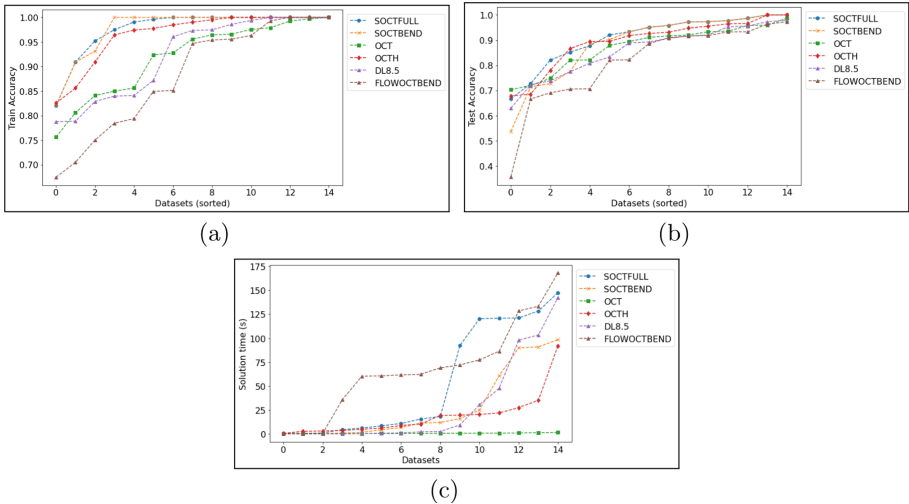 1.00
0.95
0.90
0.85
0.80
0.75
0.70
Train Accuracy
0 2 4 6 8 10 12 14
Datasets (sorted)
SOCTFULL
SOCTBEND
OCT
OCTH
DL8.5
FLOWOCTBEND
(a)
1.0
0.9
0.8
0.7
0.6
0.5
0.4
Test Accuracy
0 2 4 6 8 10 12 14
Datasets (sorted)
SOCTFULL
SOCTBEND
OCT
OCTH
DL8.5
FLOWOCTBEND
(b)
175
150
125
100
75
50
25
0
Solution time (s)
0 2 4 6 8 10 12 14
Datasets
SOCTFULL
SOCTBEND
OCT
OCTH
DL8.5
FLOWOCTBEND
(c)